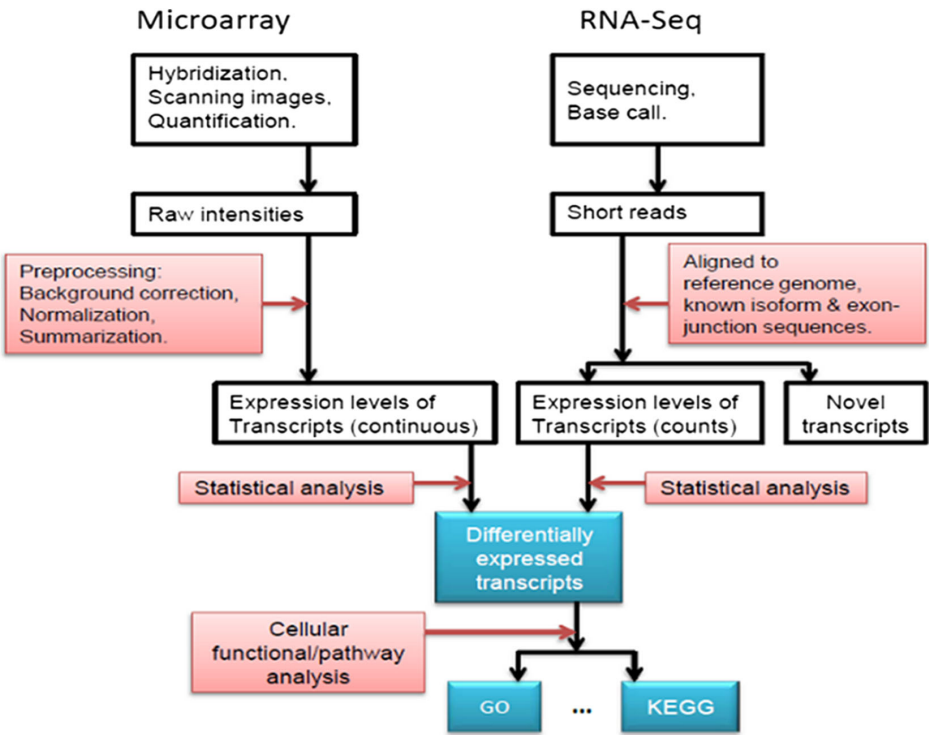 Microarray
RNA-Seq
Hybridization,
Scanning images,
Quantification.
Sequencing,
Base call.
Raw intensities
Short reads
Preprocessing:
Background correction,
Normalization,
Summarization.
Aligned to
reference genome,
known isoform & exon-
junction sequences.
Expression levels of
Transcripts (continuous)
Expression levels of
Transcripts (counts)
Novel
transcripts
Statistical analysis
Statistical analysis
Differentially
expressed
transcripts
Cellular
functional/pathway
analysis
GO
...
KEGG